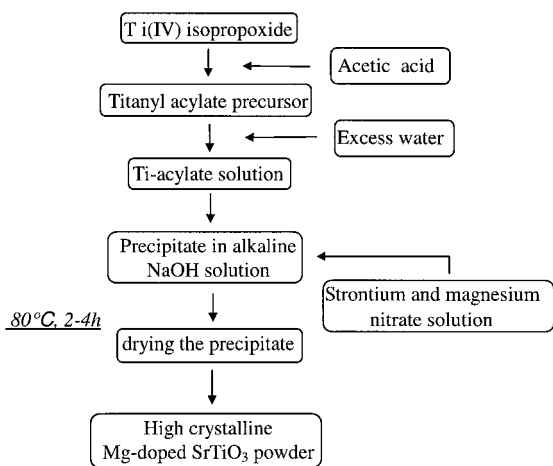 T i(IV) isopropoxide
Acetic acid
Titanyl acylate precursor
Excess water
Ti-acylate solution
Precipitate in alkaline
NaOH solution
Strontium and magnesium
nitrate solution
80°C, 2-4h
drying the precipitate
High crystalline
Mg-doped SrTiO₃ powder